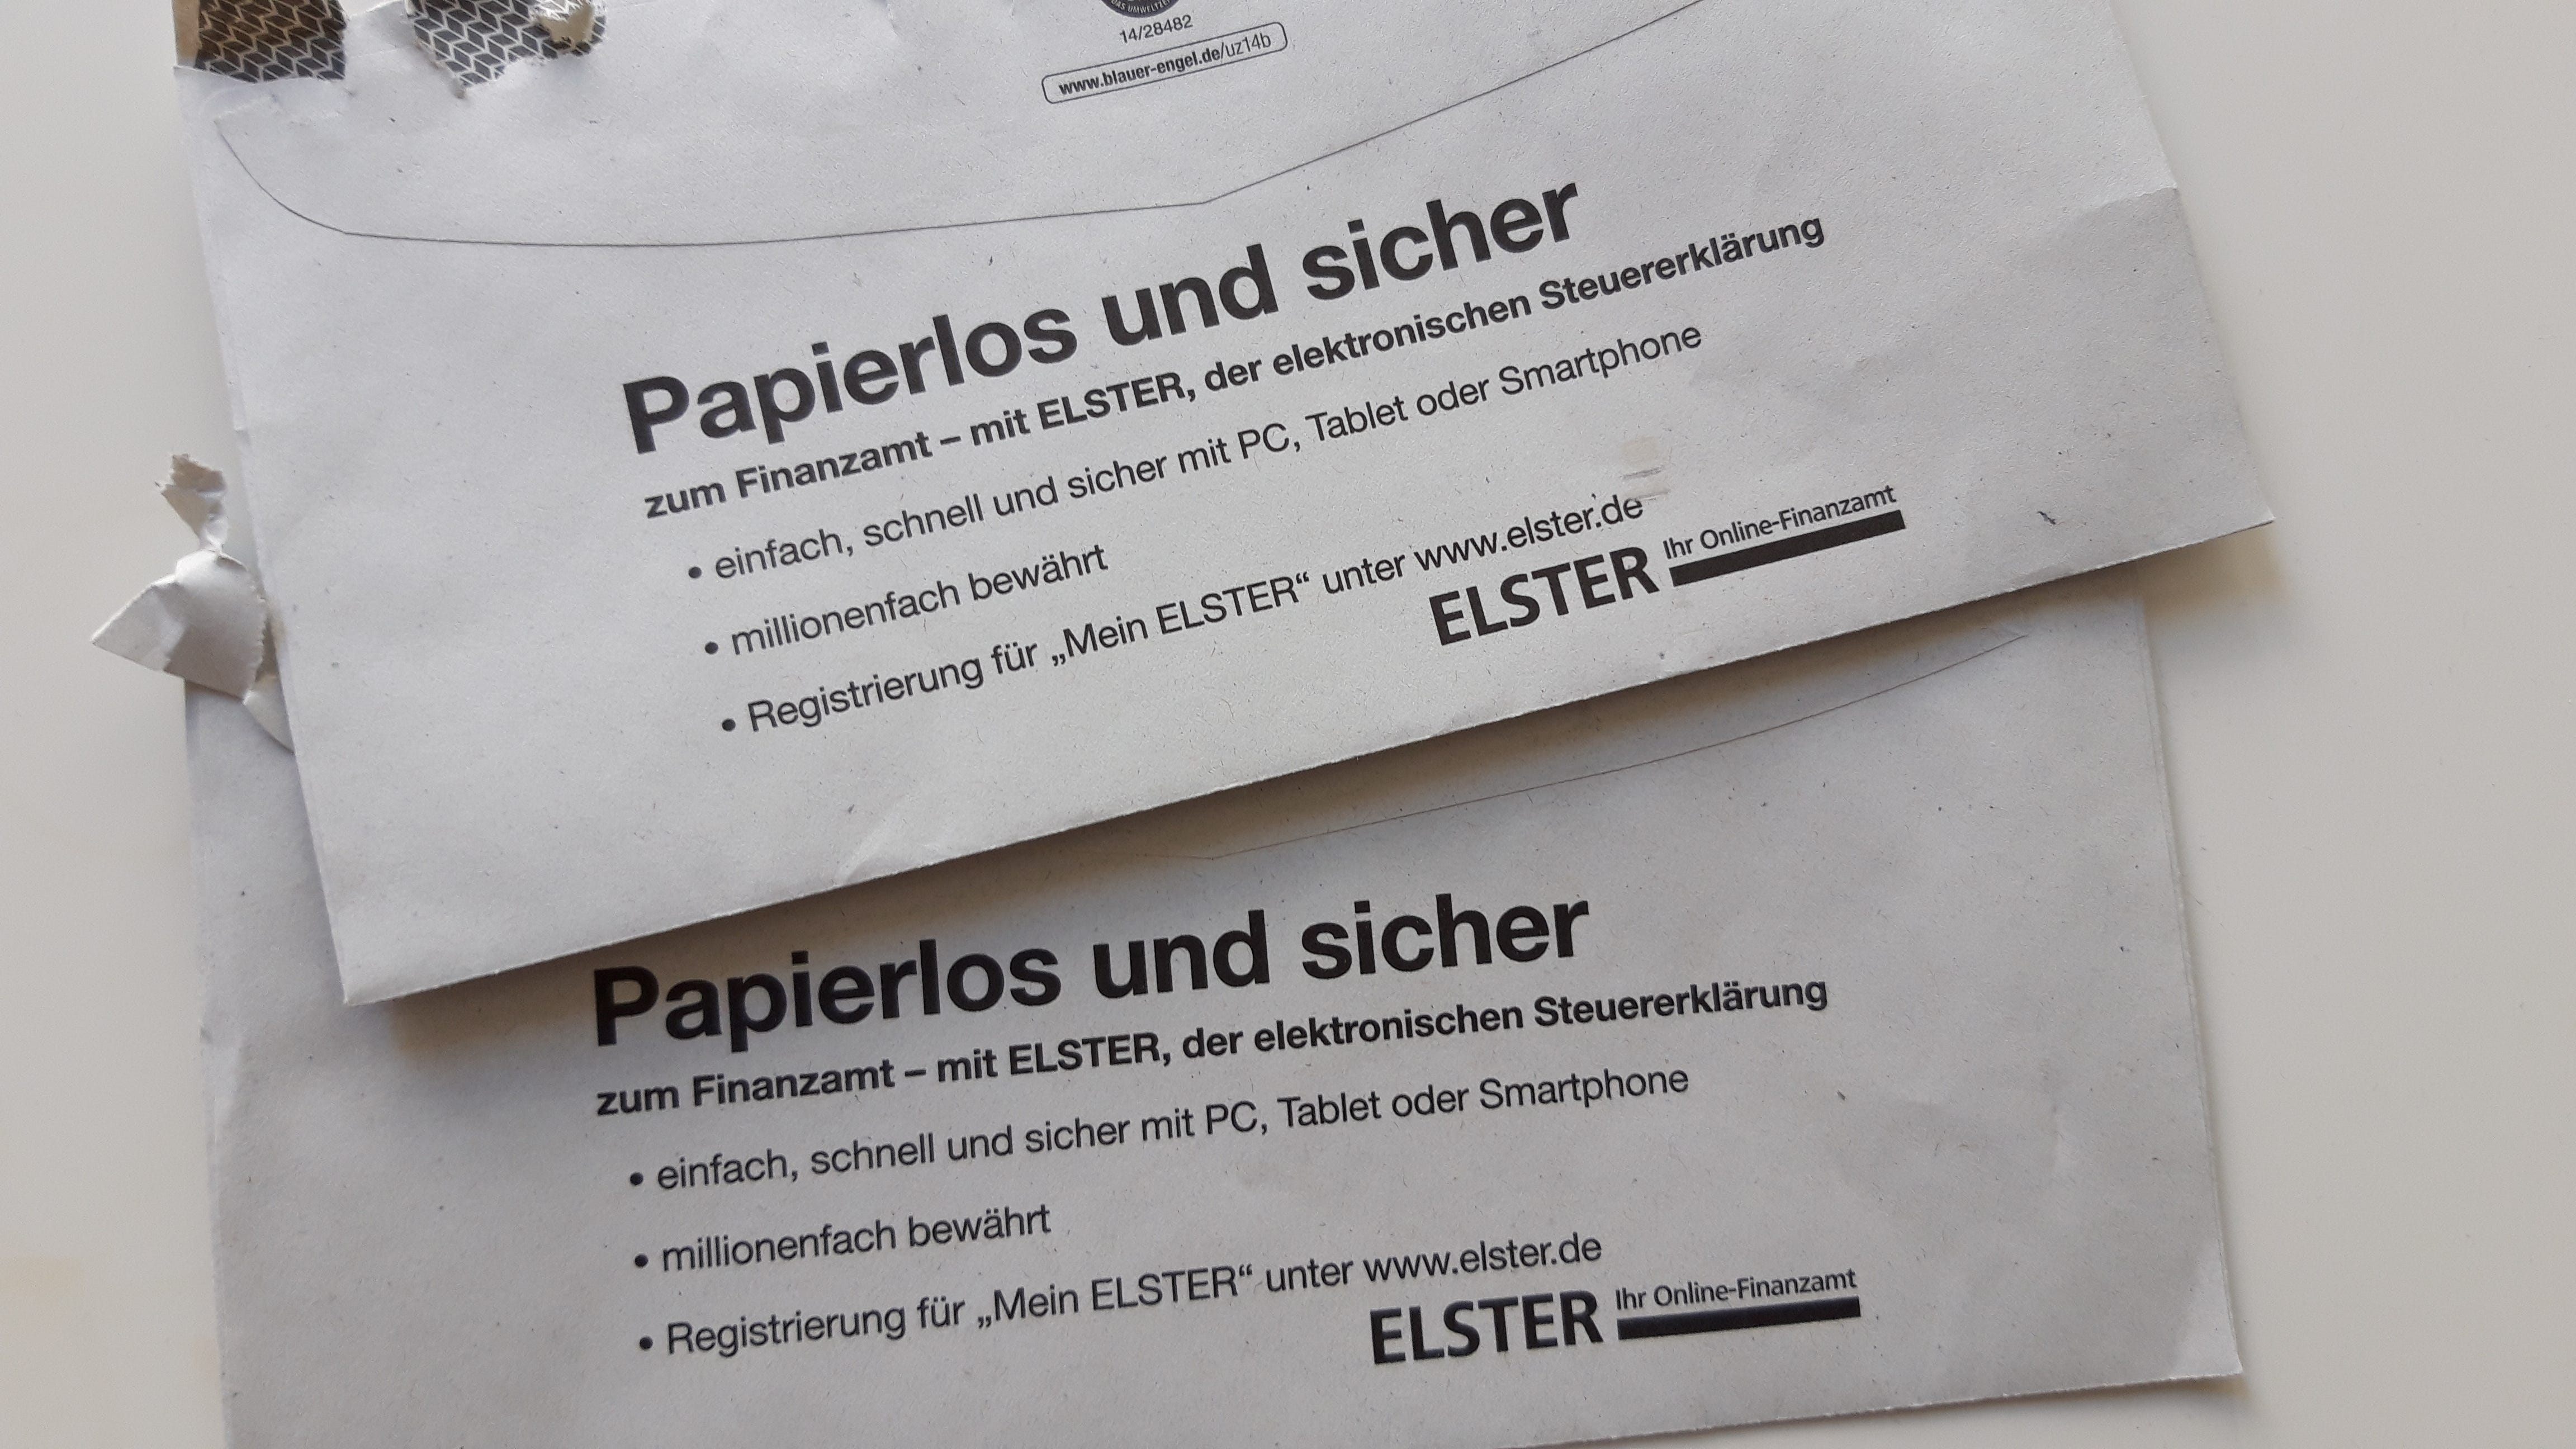 DAS UMWELTZE
14/28482
www.blauer-engel.de/uz14b
Papierlos und sicher
zum Finanzamt – mit ELSTER, der elektronischen Steuererklärung
• einfach, schnell und sicher mit PC, Tablet oder Smartphone
• millionenfach bewährt
• Registrierung für „Mein ELSTER“ unter www.elster.de
ELSTER Ihr Online-Finanzamt
Papierlos und sicher
zum Finanzamt – mit ELSTER, der elektronischen Steuererklärung
• einfach, schnell und sicher mit PC, Tablet oder Smartphone
• millionenfach bewährt
• Registrierung für „Mein ELSTER“ unter www.elster.de
ELSTER Ihr Online-Finanzamt